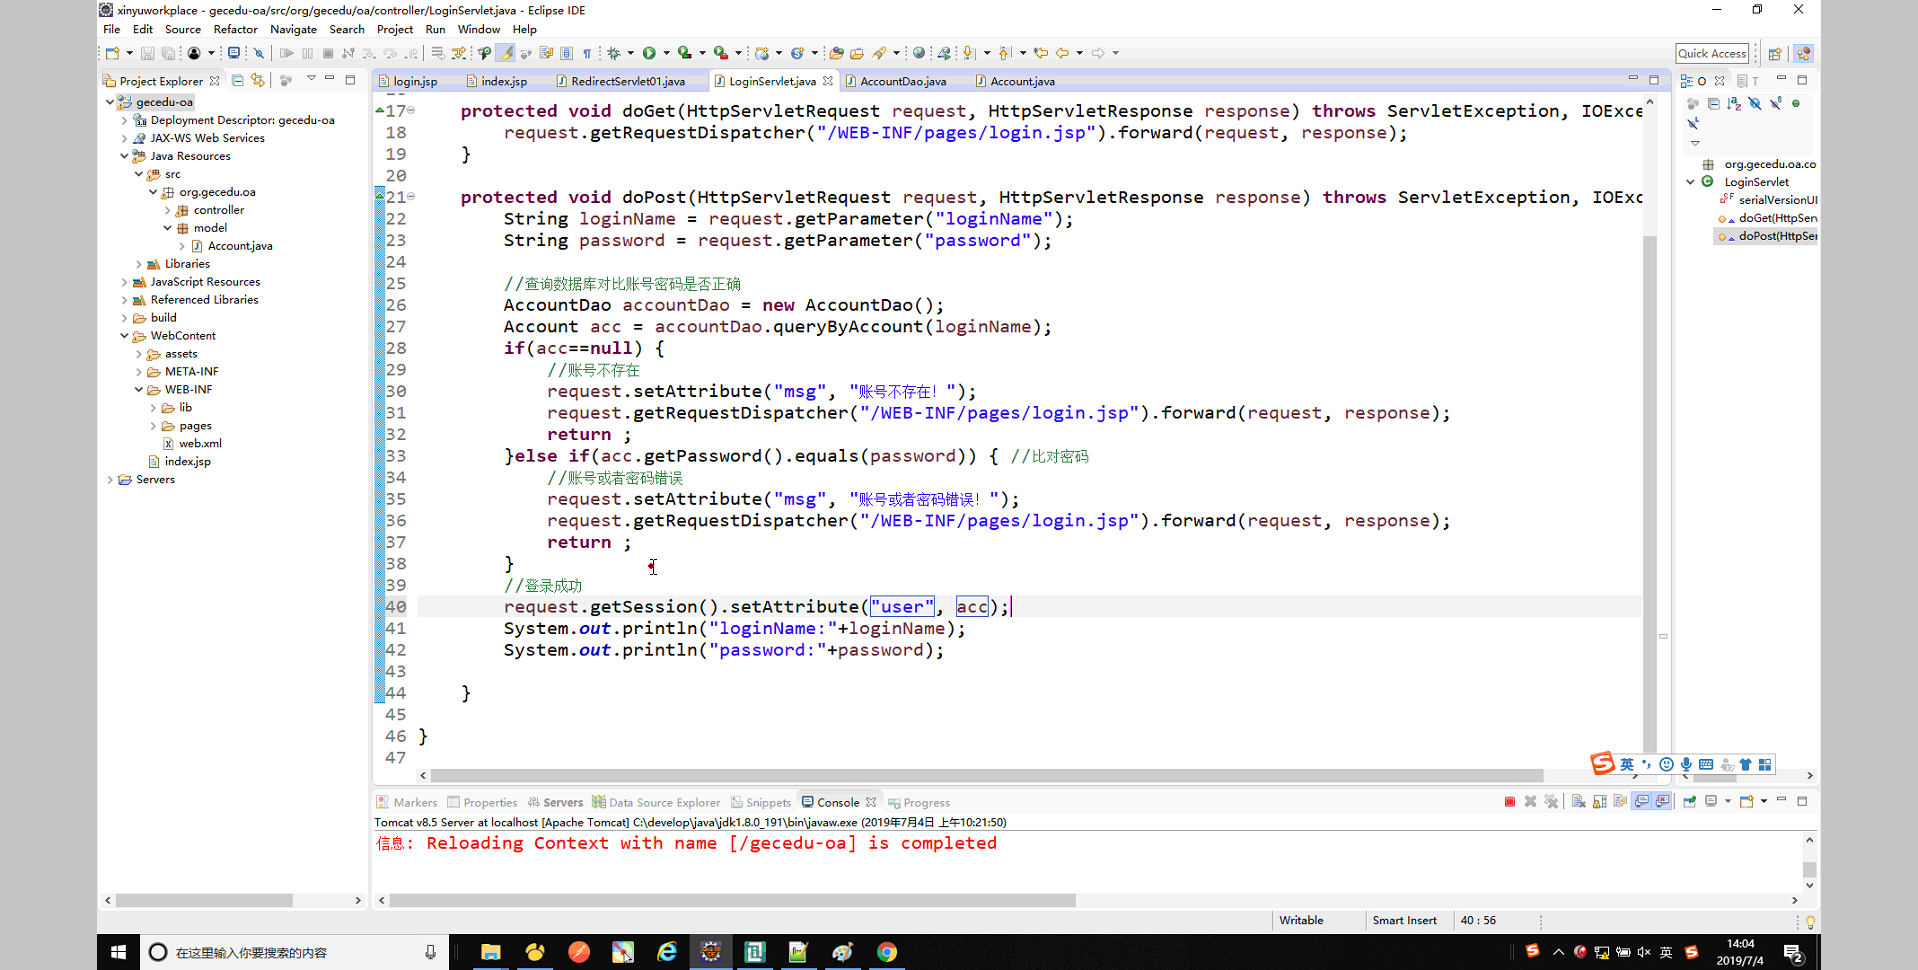 xinyuworkplace - gecedu-oa/src/org/gecedu/oa/controller/LoginServlet.java - Eclipse IDE
File Edit Source Refactor Navigate Search Project Run Window Help
Quick Access
Project Explorer
login.jsp index.jsp RedirectServlet01.java LoginServlet.java AccountDao.java Account.java
O T
gecedu-oa
Deployment Descriptor: gecedu-oa
JAX-WS Web Services
Java Resources
src
org.gecedu.oa
controller
model
Account.java
Libraries
JavaScript Resources
Referenced Libraries
build
WebContent
assets
META-INF
WEB-INF
lib
pages
web.xml
index.jsp
Servers
17 protected void doGet(HttpServletRequest request, HttpServletResponse response) throws ServletException, IOExce
18 request.getRequestDispatcher("/WEB-INF/pages/login.jsp").forward(request, response);
19 }
20
21 protected void doPost(HttpServletRequest request, HttpServletResponse response) throws ServletException, IOExc
22 String loginName = request.getParameter("loginName");
23 String password = request.getParameter("password");
24
25 //查询数据库对比账号密码是否正确
26 AccountDao accountDao = new AccountDao();
27 Account acc = accountDao.queryByAccount(loginName);
28 if(acc==null) {
29 //账号不存在
30 request.setAttribute("msg", "账号不存在！");
31 request.getRequestDispatcher("/WEB-INF/pages/login.jsp").forward(request, response);
32 return ;
33 }else if(acc.getPassword().equals(password)) { //比对密码
34 //账号或者密码错误
35 request.setAttribute("msg", "账号或者密码错误！");
36 request.getRequestDispatcher("/WEB-INF/pages/login.jsp").forward(request, response);
37 return ;
38 }
39 //登录成功
40 request.getSession().setAttribute("user", acc);
41 System.out.println("loginName:"+loginName);
42 System.out.println("password:"+password);
43
44 }
45
46 }
47
org.gecedu.oa.co
LoginServlet
serialVersionUI
doGet(HttpServ
doPost(HttpSer
英
Markers Properties Servers Data Source Explorer Snippets Console Progress
Tomcat v8.5 Server at localhost [Apache Tomcat] C:\develop\java\jdk1.8.0_191\bin\javaw.exe (2019年7月4日 上午10:21:50)
信息: Reloading Context with name [/gecedu-oa] is completed
Writable Smart Insert 40 : 56
在这里输入你要搜索的内容
英
14:04
2019/7/4
2